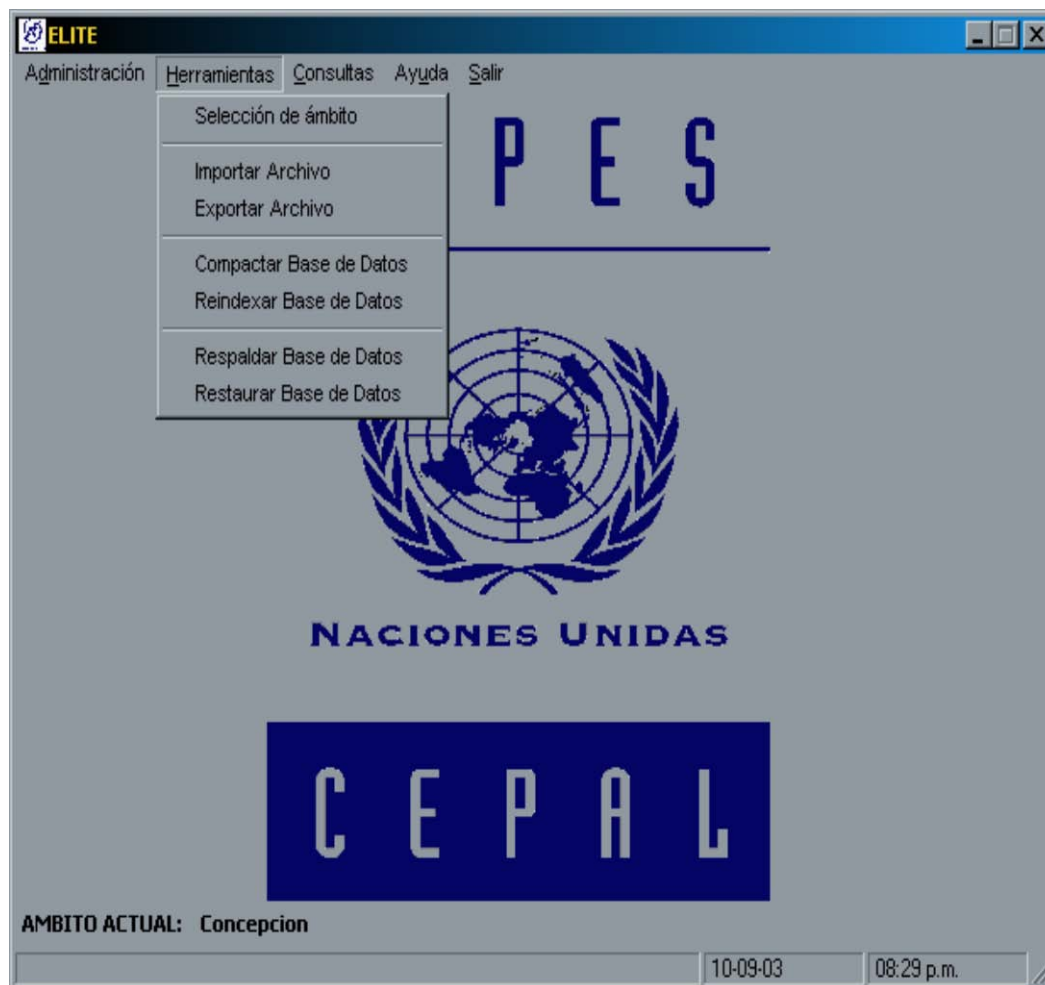 ELITE
Administración Herramientas Consultas Ayuda Salir
Selección de ámbito
Importar Archivo
Exportar Archivo
Compactar Base de Datos
Reindexar Base de Datos
Respaldar Base de Datos
Restaurar Base de Datos
P E S
NACIONES UNIDAS
C E P A L
AMBITO ACTUAL: Concepcion
10-09-03 08:29 p.m.